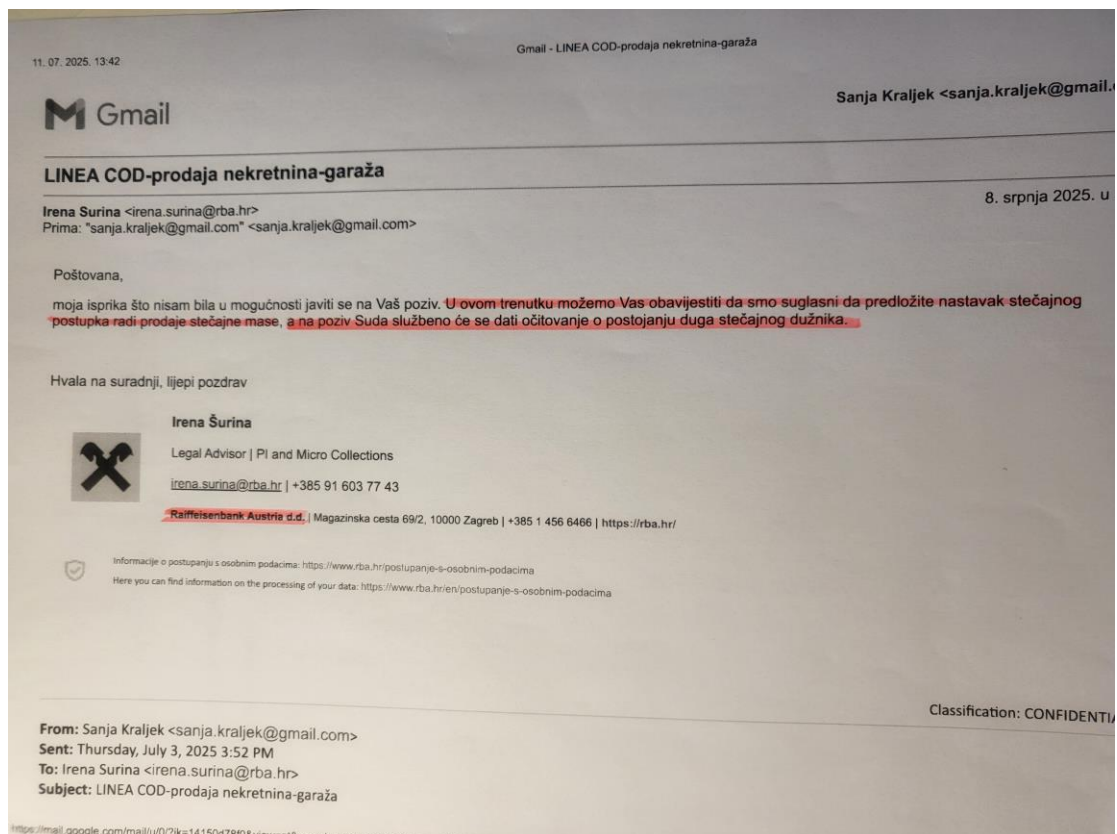 11. 07. 2025. 13:42
Gmail - LINEA COD-prodaja nekretnina-garaža
Gmail
Sanja Kraljek <sanja.kraljek@gmail.
LINEA COD-prodaja nekretnina-garaža
Irena Surina <irena.surina@rba.hr>
8. srpnja 2025. u
Prima: "sanja.kraljek@gmail.com" <sanja.kraljek@gmail.com>
Poštovana,
moja isprika što nisam bila u mogućnosti javiti se na Vaš poziv. U ovom trenutku možemo Vas obavijestiti da smo suglasni da predložite nastavak stečajnog
postupka radi prodaje stečajne mase, a na poziv Suda službeno će se dati očitovanje o postojanju duga stečajnog dužnika.
Hvala na suradnji, lijepi pozdrav
Irena Šurina
Legal Advisor | PI and Micro Collections
irena.surina@rba.hr | +385 91 603 77 43
Raiffeisenbank Austria d.d. | Magazinska cesta 69/2, 10000 Zagreb | +385 1 456 6466 | https://rba.hr/
Informacije o postupanju s osobnim podacima: https://www.rba.hr/postupanje-s-osobnim-podacima
Here you can find information on the processing of your data: https://www.rba.hr/en/postupanje-s-osobnim-podacima
Classification: CONFIDENTIA
From: Sanja Kraljek <sanja.kraljek@gmail.com>
Sent: Thursday, July 3, 2025 3:52 PM
To: Irena Surina <irena.surina@rba.hr>
Subject: LINEA COD-prodaja nekretnina-garaža